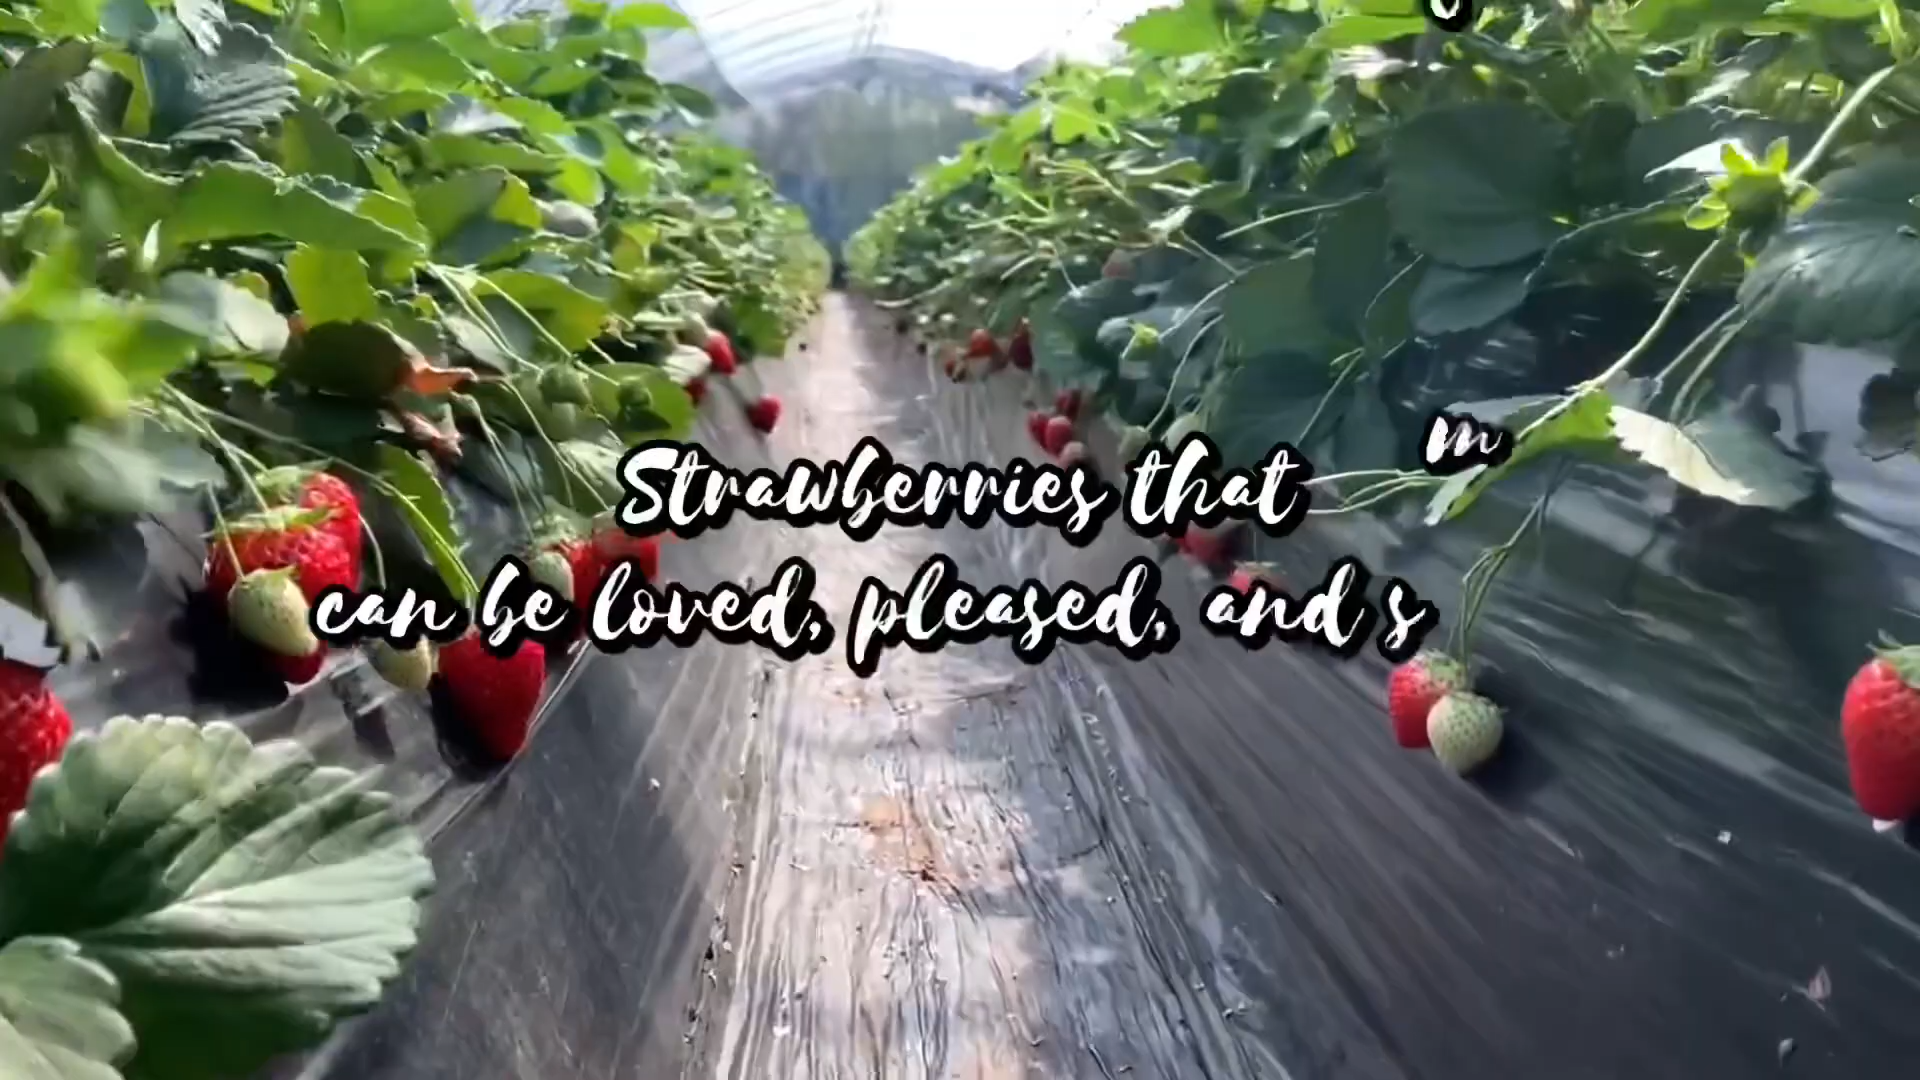 Strawberries that
can be loved, pleased, and s m